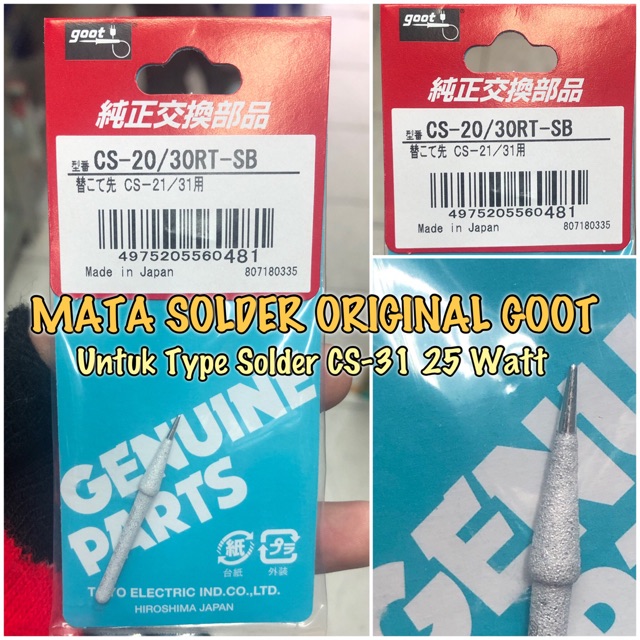 goot
純正交換部品
型番 CS-20/30RT-SB
替こて先 CS-21/31用
4975205560481
Made in Japan 807180335
goot
純正交換部品
型番 CS-20/30RT-SB
替こて先 CS-21/31用
4975205560481
Made in Japan 807180335
MATA SOLDER ORIGINAL GOOT
Untuk Type Solder CS-31 25 Watt
GENUINE
PARTS
紙 プラ
台紙 外装
ELECTRIC IND.CO.,LTD.
HIROSHIMA JAPAN